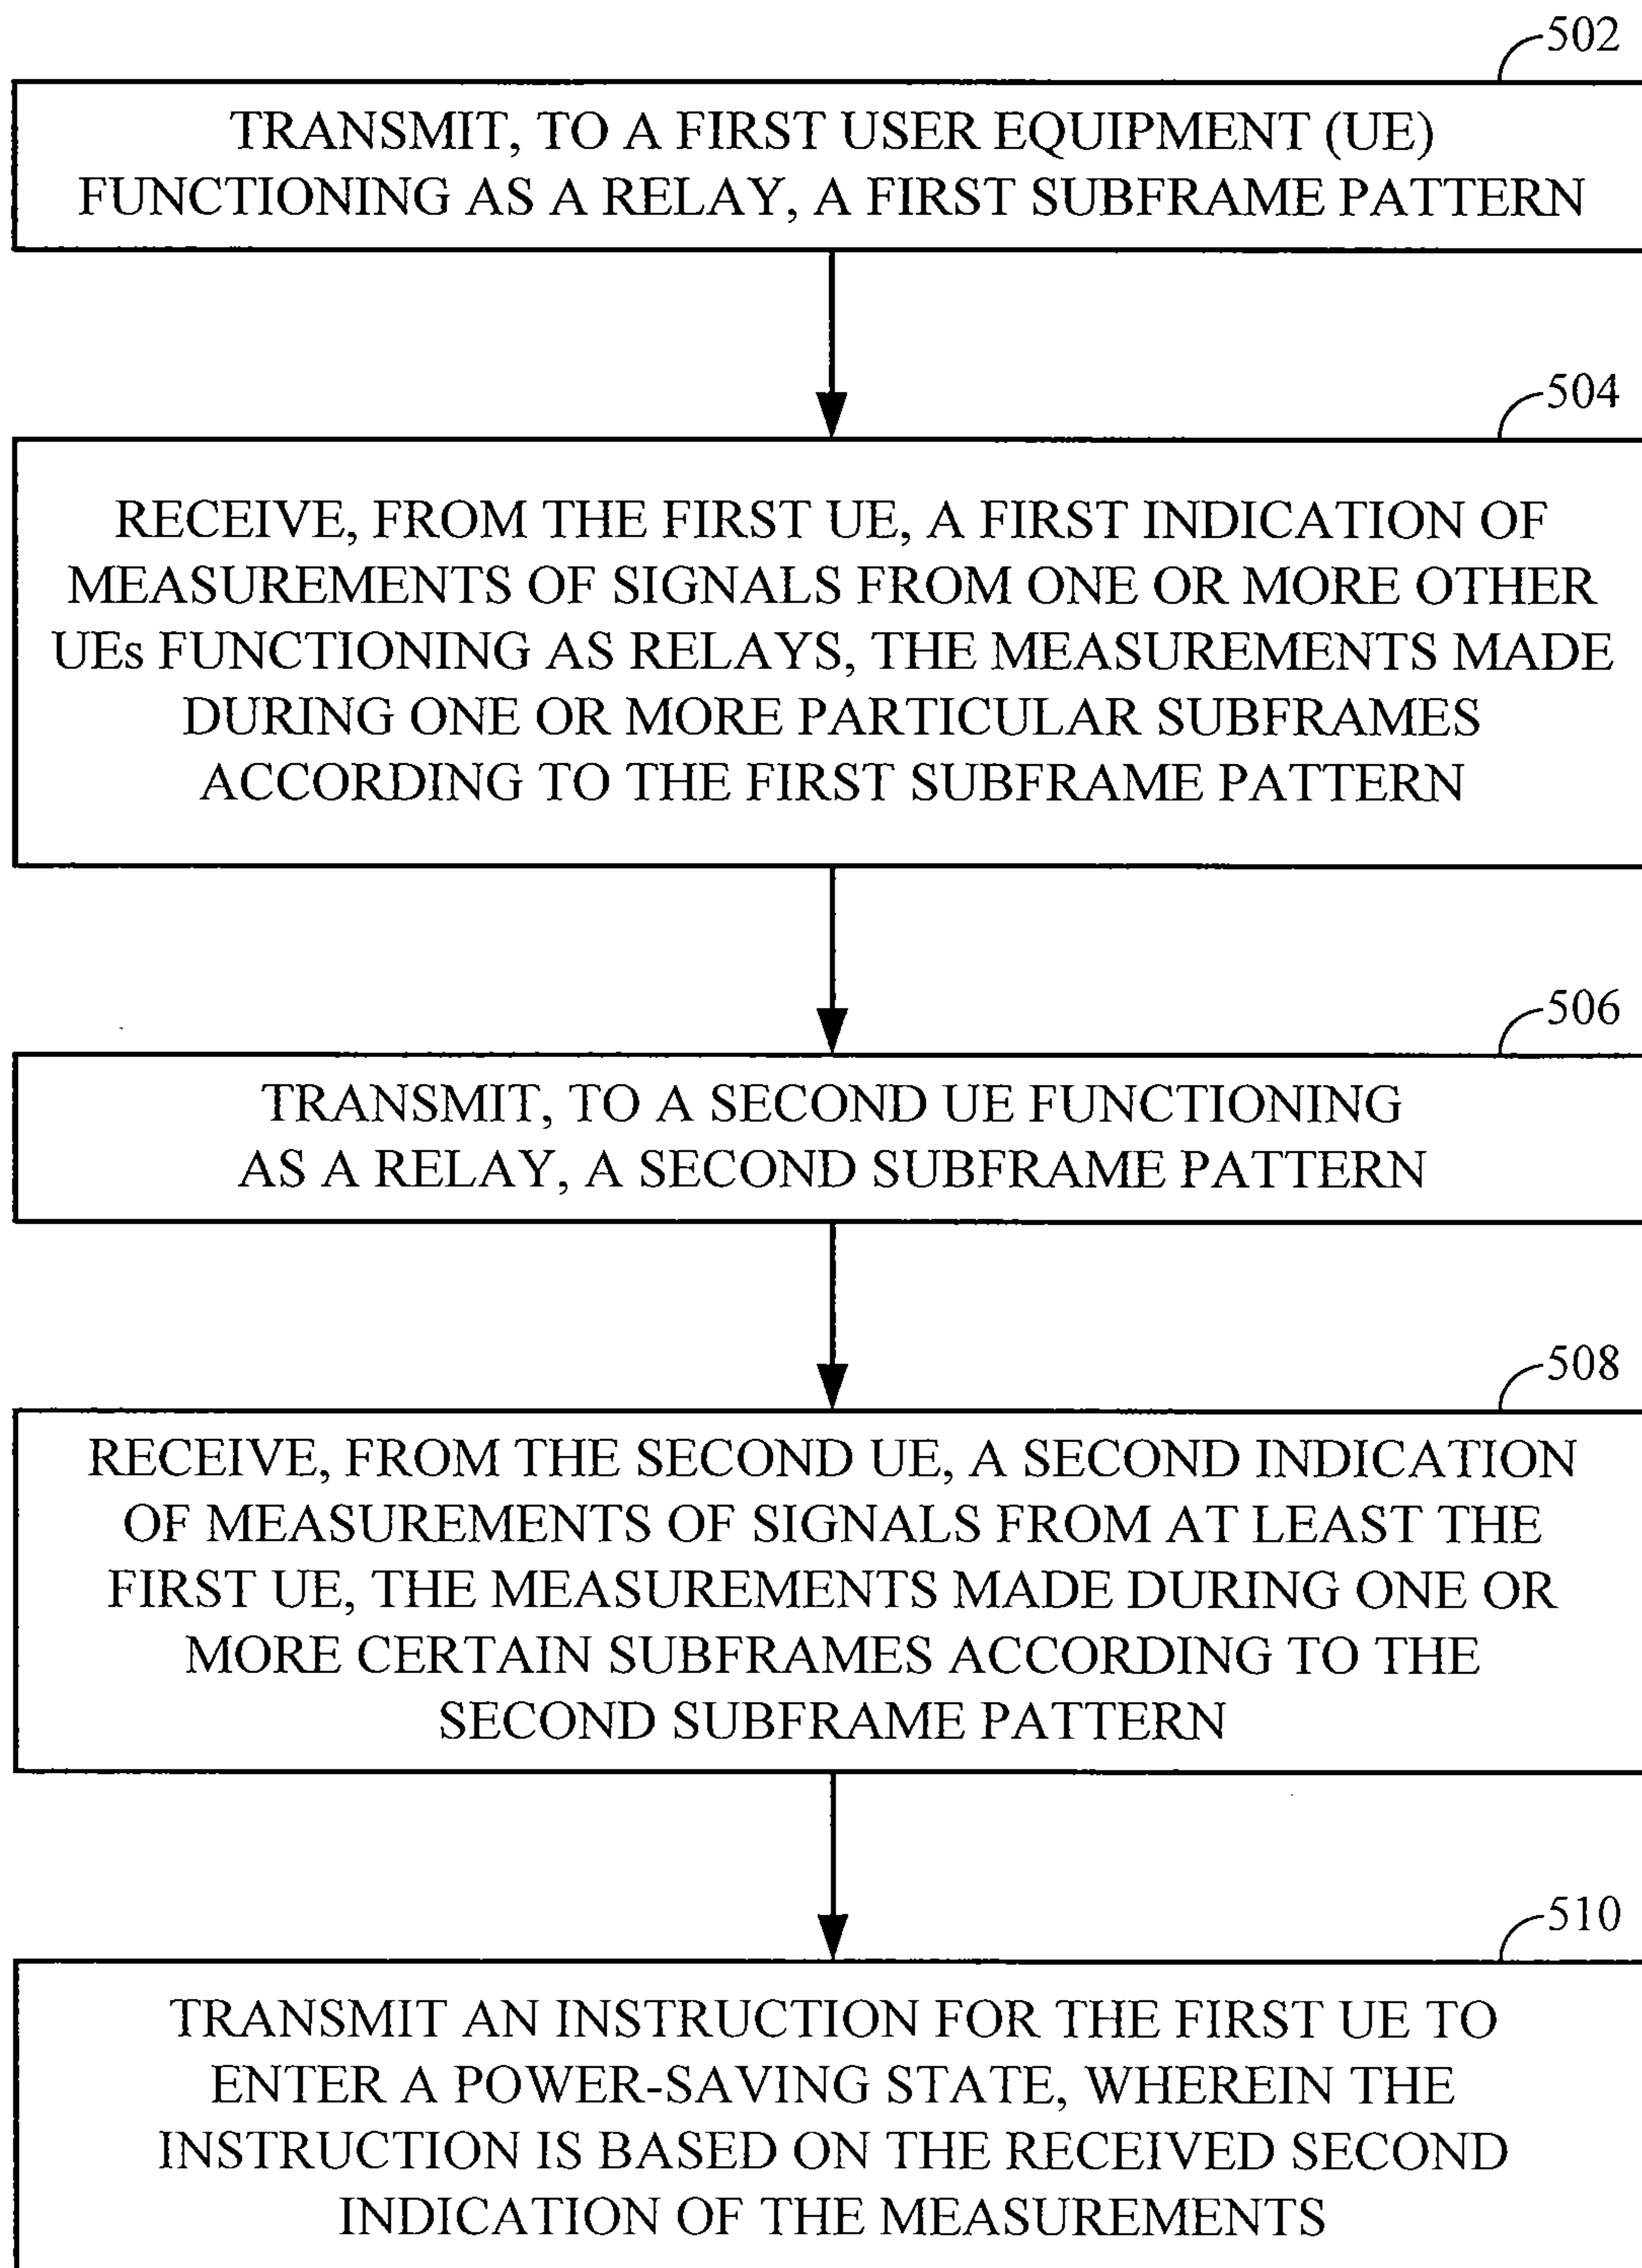 502
TRANSMIT, TO A FIRST USER EQUIPMENT (UE)
FUNCTIONING AS A RELAY, A FIRST SUBFRAME PATTERN
504
RECEIVE, FROM THE FIRST UE, A FIRST INDICATION OF
MEASUREMENTS OF SIGNALS FROM ONE OR MORE OTHER
UEs FUNCTIONING AS RELAYS, THE MEASUREMENTS MADE
DURING ONE OR MORE PARTICULAR SUBFRAMES
ACCORDING TO THE FIRST SUBFRAME PATTERN
506
TRANSMIT, TO A SECOND UE FUNCTIONING
AS A RELAY, A SECOND SUBFRAME PATTERN
508
RECEIVE, FROM THE SECOND UE, A SECOND INDICATION
OF MEASUREMENTS OF SIGNALS FROM AT LEAST THE
FIRST UE, THE MEASUREMENTS MADE DURING ONE OR
MORE CERTAIN SUBFRAMES ACCORDING TO THE
SECOND SUBFRAME PATTERN
510
TRANSMIT AN INSTRUCTION FOR THE FIRST UE TO
ENTER A POWER-SAVING STATE, WHEREIN THE
INSTRUCTION IS BASED ON THE RECEIVED SECOND
INDICATION OF THE MEASUREMENTS